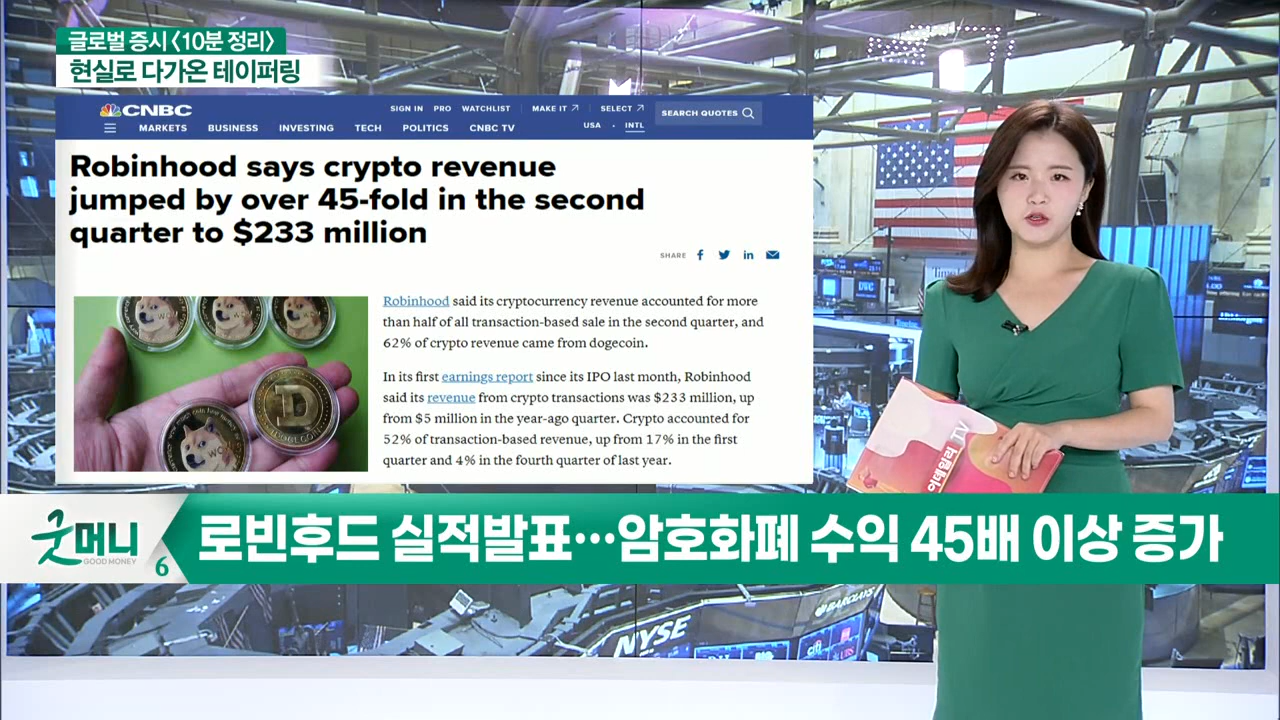 글로벌 증시 〈10분 정리〉
현실로 다가온 테이퍼링
CNBC
SIGN IN PRO WATCHLIST MAKE IT SELECT
SEARCH QUOTES
USA · INTL
MARKETS BUSINESS INVESTING TECH POLITICS CNBC TV
Robinhood says crypto revenue
jumped by over 45-fold in the second
quarter to $233 million
SHARE
Robinhood said its cryptocurrency revenue accounted for more
than half of all transaction-based sale in the second quarter, and
62% of crypto revenue came from dogecoin.
In its first earnings report since its IPO last month, Robinhood
said its revenue from crypto transactions was $233 million, up
from $5 million in the year-ago quarter. Crypto accounted for
52% of transaction-based revenue, up from 17% in the first
quarter and 4% in the fourth quarter of last year.
이데일리 TV
굿머니
GOOD MONEY
6
로빈후드 실적발표…암호화폐 수익 45배 이상 증가
NYSE
BARCLAYS
citi
UBS